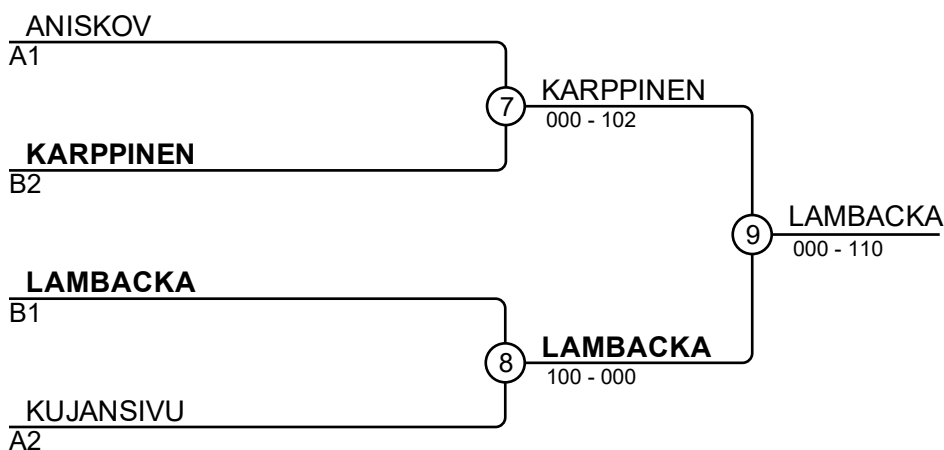 ANISKOV
A1
7
KARPPINEN
000 - 102
KARPPINEN
B2
9
LAMBACKA
000 - 110
LAMBACKA
B1
8
LAMBACKA
100 - 000
KUJANSIVU
A2